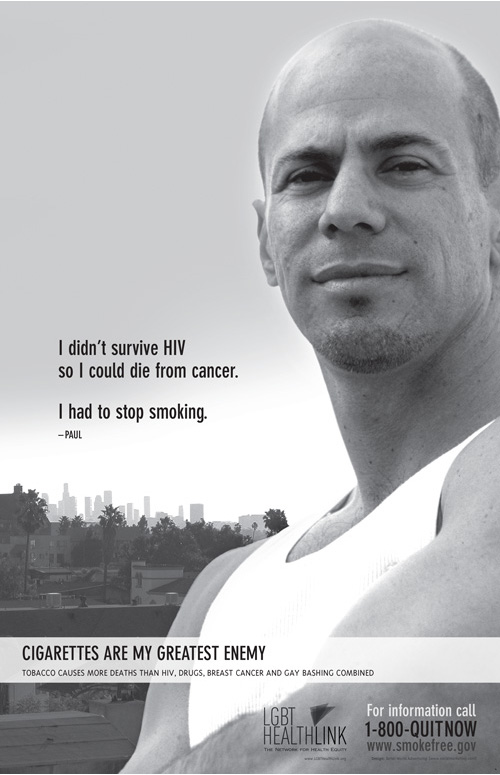 I didn't survive HIV
so I could die from cancer.
I had to stop smoking.
– PAUL
CIGARETTES ARE MY GREATEST ENEMY
TOBACCO CAUSES MORE DEATHS THAN HIV, DRUGS, BREAST CANCER AND GAY BASHING COMBINED
LGBT
HEALTHLINK
THE NETWORK FOR HEALTH EQUITY
For information call
1-800-QUITNOW
www.smokefree.gov